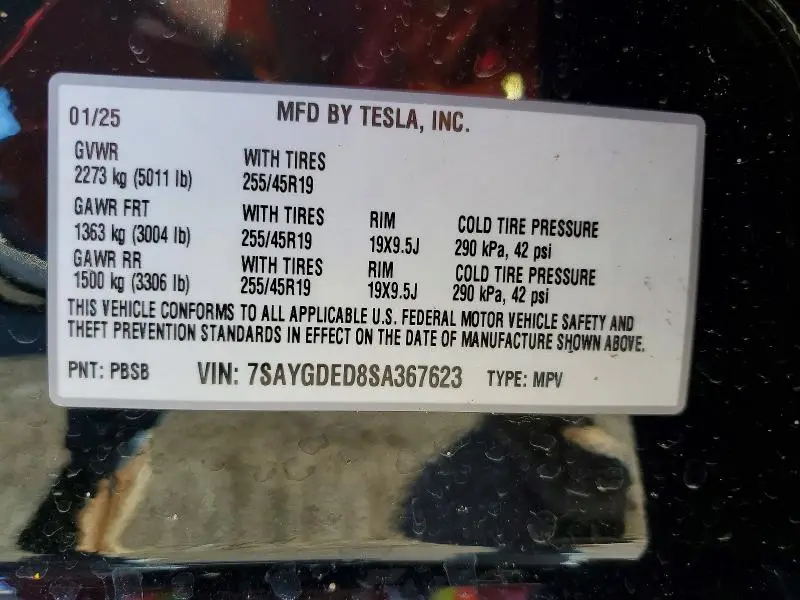 01/25 MFD BY TESLA, INC.
GVWR WITH TIRES
2273 kg (5011 lb) 255/45R19
GAWR FRT WITH TIRES RIM COLD TIRE PRESSURE
1363 kg (3004 lb) 255/45R19 19X9.5J 290 kPa, 42 psi
GAWR RR WITH TIRES RIM COLD TIRE PRESSURE
1500 kg (3306 lb) 255/45R19 19X9.5J 290 kPa, 42 psi
THIS VEHICLE CONFORMS TO ALL APPLICABLE U.S. FEDERAL MOTOR VEHICLE SAFETY AND
THEFT PREVENTION STANDARDS IN EFFECT ON THE DATE OF MANUFACTURE SHOWN ABOVE.
PNT: PBSB VIN: 7SAYGDED8SA367623 TYPE: MPV